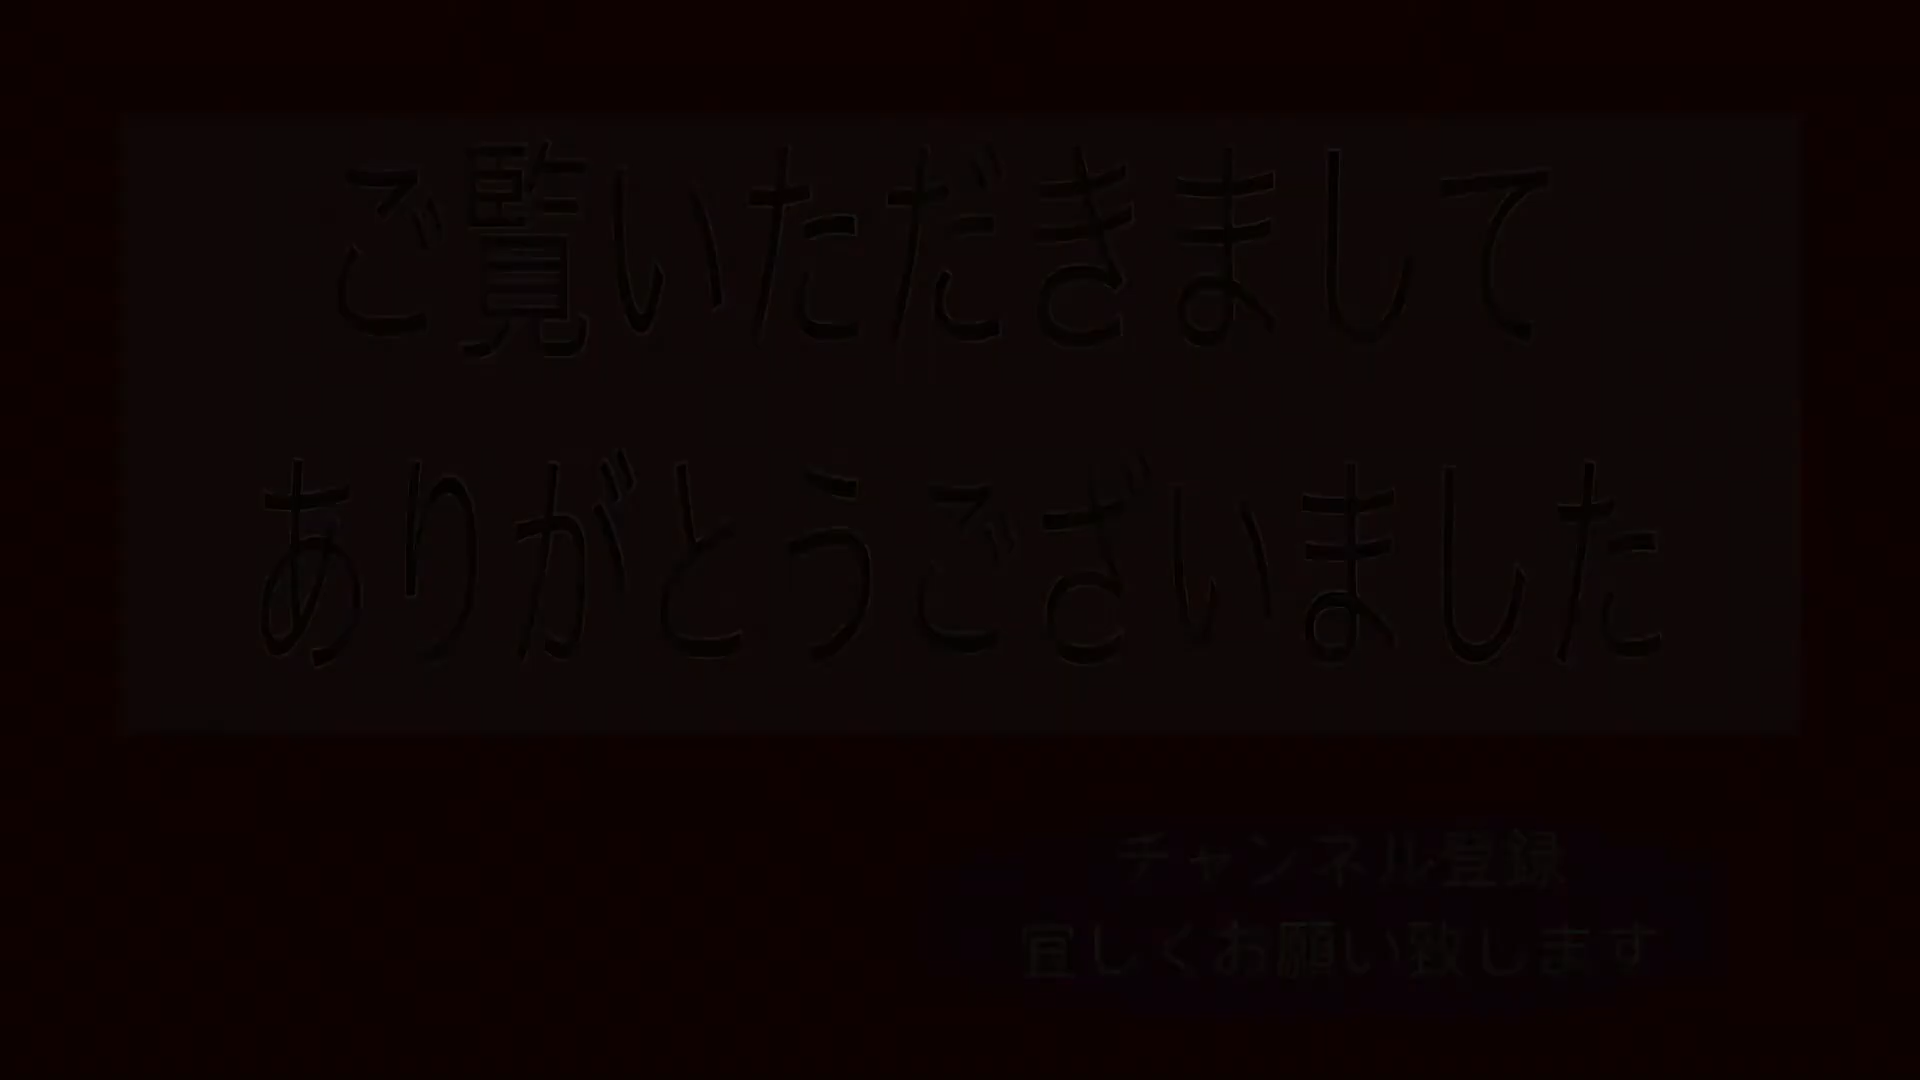 ご覧いただきまして
ありがとうございました
チャンネル登録
宜しくお願い致します